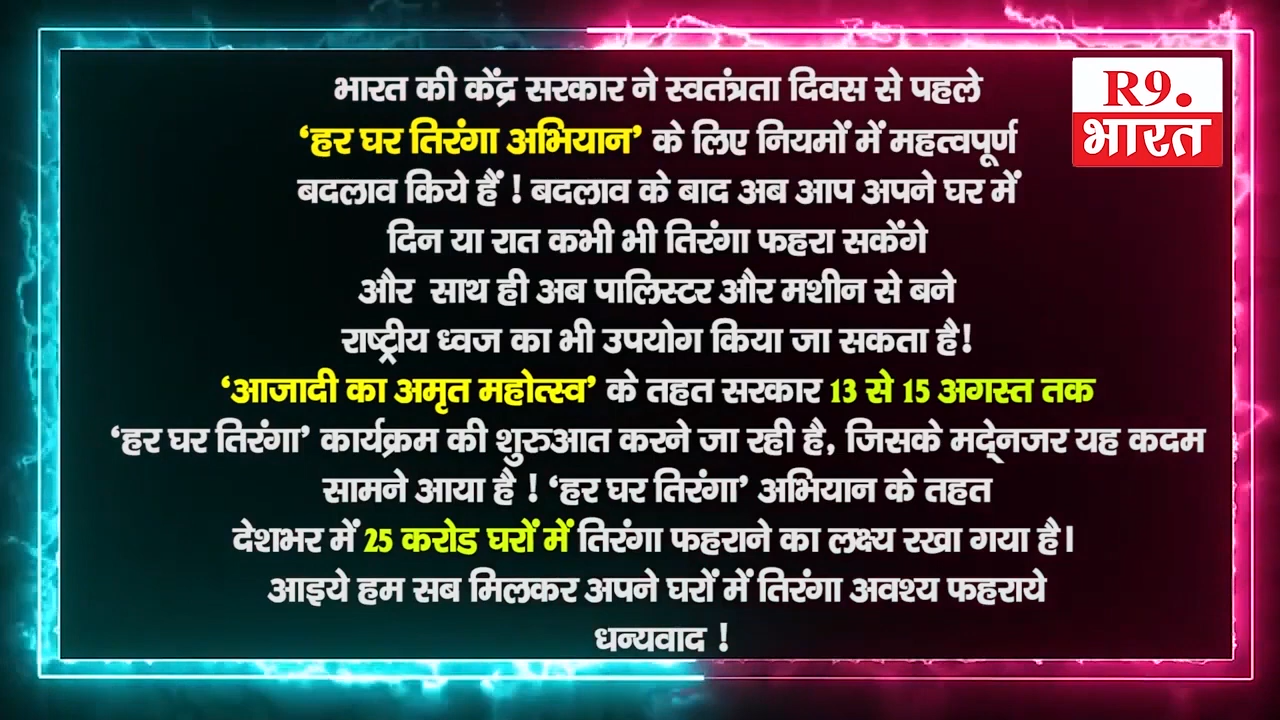 भारत की केंद्र सरकार ने स्वतंत्रता दिवस से पहले
‘हर घर तिरंगा अभियान’ के लिए नियमों में महत्वपूर्ण
बदलाव किये हैं ! बदलाव के बाद अब आप अपने घर में
दिन या रात कभी भी तिरंगा फहरा सकेंगे
और साथ ही अब पालिस्टर और मशीन से बने
राष्ट्रीय ध्वज का भी उपयोग किया जा सकता है!
‘आजादी का अमृत महोत्स्व’ के तहत सरकार 13 से 15 अगस्त तक
‘हर घर तिरंगा’ कार्यक्रम की शुरुआत करने जा रही है, जिसके मद्देनजर यह कदम
सामने आया है ! ‘हर घर तिरंगा’ अभियान के तहत
देशभर में 25 करोड घरों में तिरंगा फहराने का लक्ष्य रखा गया है।
आइये हम सब मिलकर अपने घरों में तिरंगा अवश्य फहराये
धन्यवाद !
R9.
भारत